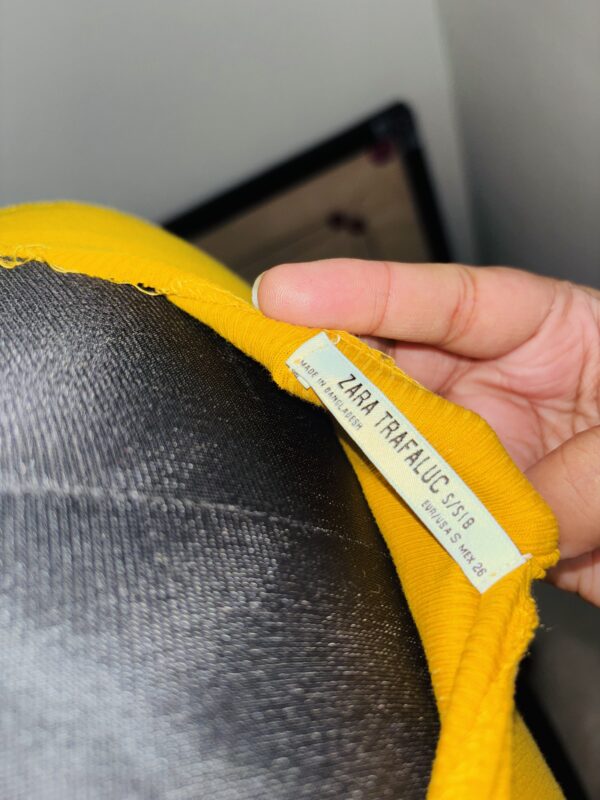 ZARA TRAFALUC S/S18
MADE IN BANGLADESH
EUR/USA S MEX 26